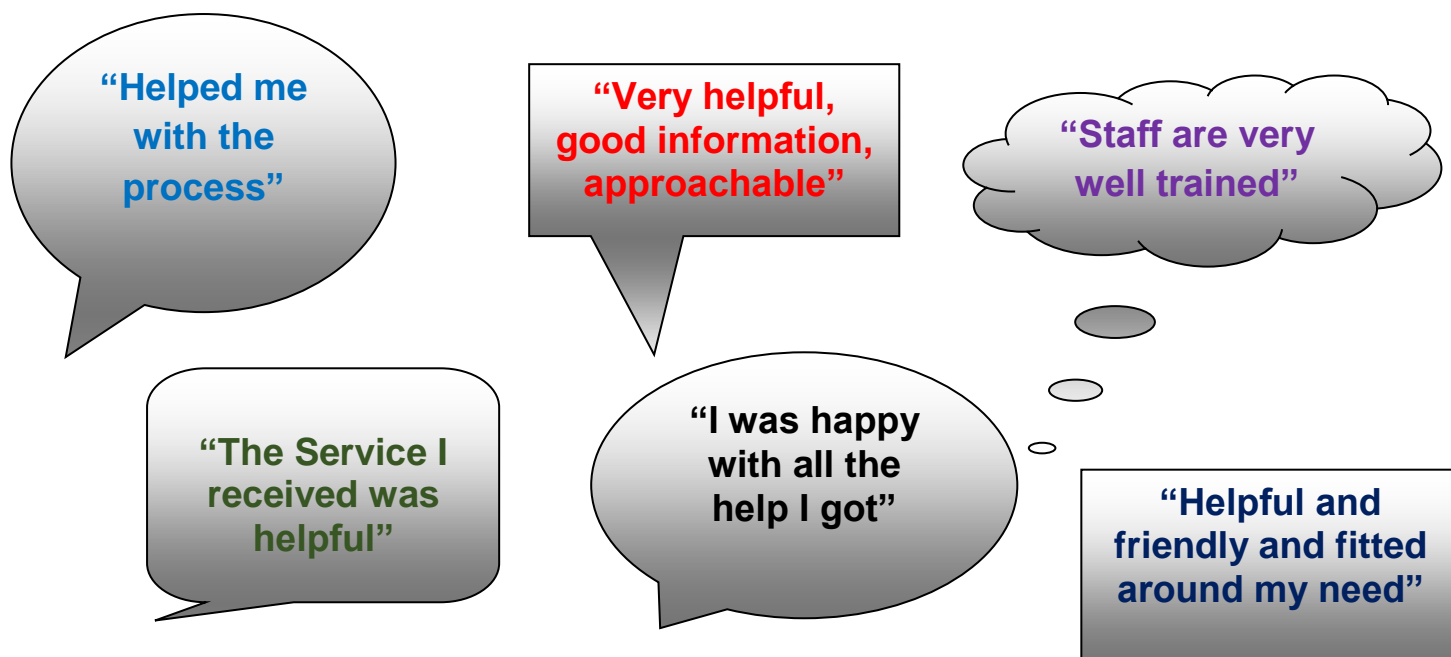 “Helped me
with the
process”
“Very helpful,
good information,
approachable”
“Staff are very
well trained”
“The Service I
received was
helpful”
“I was happy
with all the
help I got”
“Helpful and
friendly and fitted
around my need”